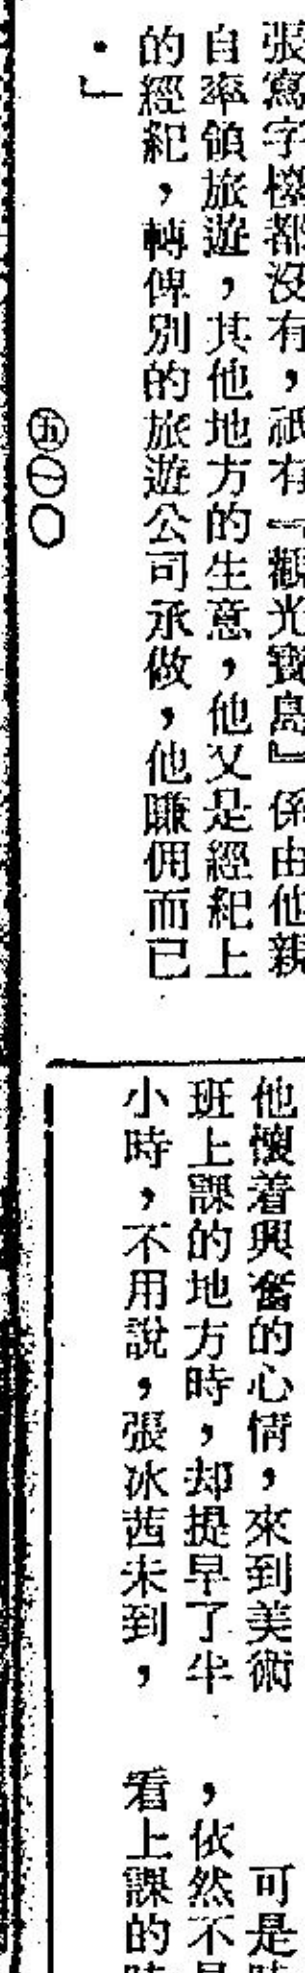 張寫字檯都沒有，祇有『觀光寶島』係由他親
自率領旅遊，其他地方的生意，他又是經紀上
的經紀，轉俾別的旅遊公司承做，他賺佣而已
．」
㊄㊀〇
他懷着興奮的心情，來到美術
班上課的地方時，却提早了半
小時，不用說，張冰茜未到，
可是
，依然不
看上課的